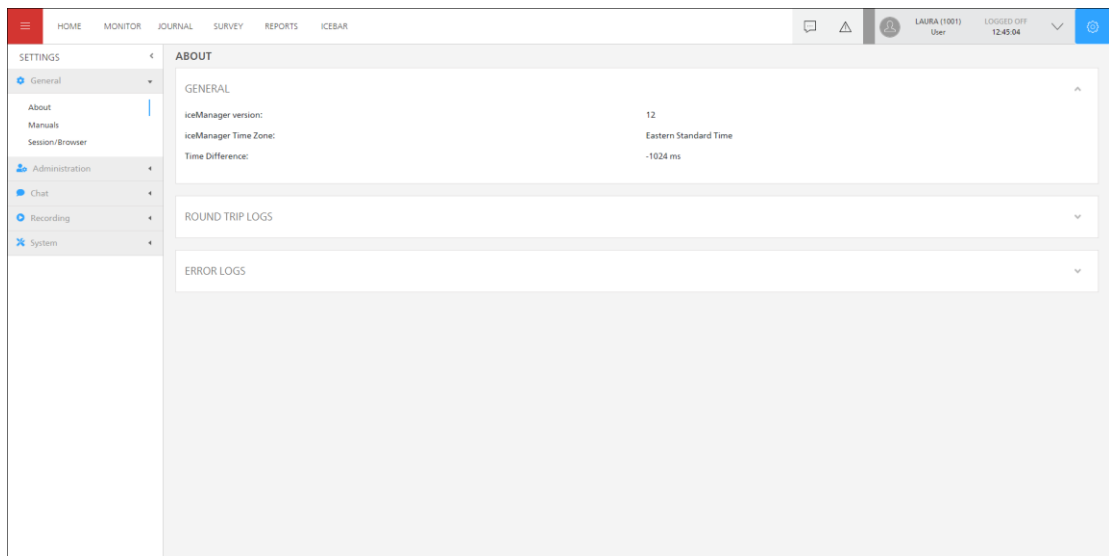 HOME MONITOR JOURNAL SURVEY REPORTS ICEBAR LAURA (1001) LOGGED OFF
User 12:45:04
SETTINGS
General
About
Manuals
Session/Browser
Administration
Chat
Recording
System
ABOUT
GENERAL
iceManager version: 12
iceManager Time Zone: Eastern Standard Time
Time Difference: -1024 ms
ROUND TRIP LOGS
ERROR LOGS